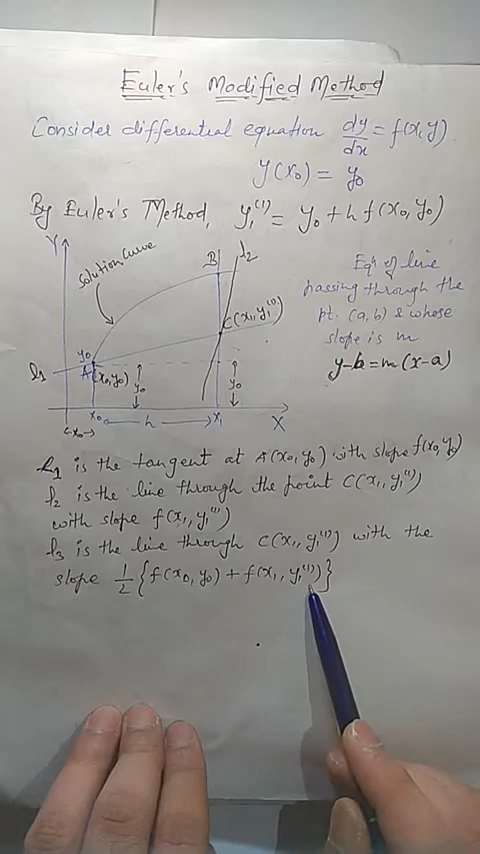 Euler's Modified Method
Consider differential equation dy/dx = f(x,y)
y(x₀) = y₀
By Euler's Method, y₁⁽¹⁾ = y₀ + h f(x₀, y₀)
Y
Solution Curve
B
l₂
C(x₁, y₁⁽¹⁾)
l₁
y₀
A(x₀, y₀)
y₀
y₀
x₀
h
x₁
X
x₀
Eqⁿ of line
passing through the
pt. (a, b) & whose
slope is m
y-b = m(x-a)
l₁ is the tangent at A(x₀, y₀) with slope f(x₀, y₀)
l₂ is the line through the point C(x₁, y₁⁽¹⁾)
with slope f(x₁, y₁⁽¹⁾)
l₃ is the line through C(x₁, y₁⁽¹⁾) with the
slope 1/2 {f(x₀, y₀) + f(x₁, y₁⁽¹⁾)}